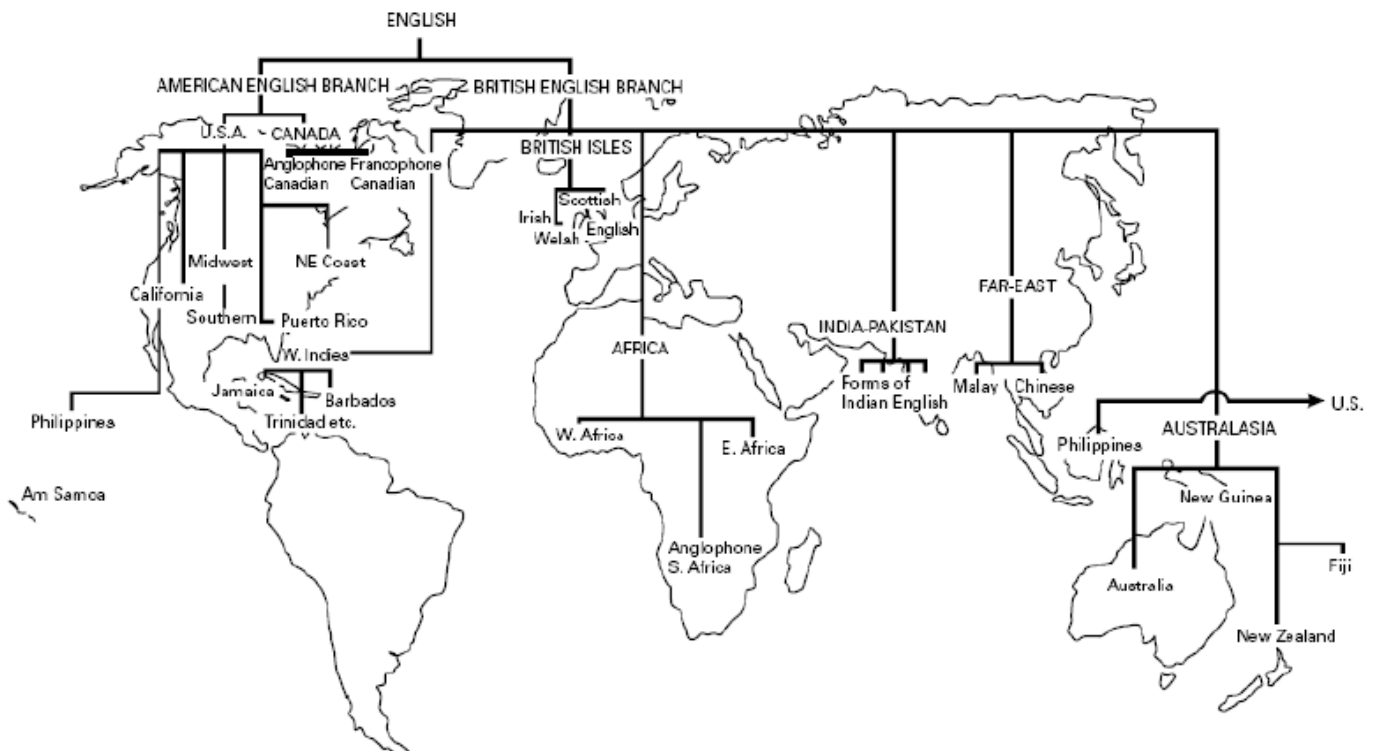 ENGLISH
AMERICAN ENGLISH BRANCH
BRITISH ENGLISH BRANCH
U.S.A.
CANADA
BRITISH ISLES
Anglophone
Canadian
Francophone
Canadian
Scottish
Irish
Welsh
English
Midwest
NE Coast
California
Southern
Puerto Rico
W. Indies
Jamaica
Barbados
Trinidad etc.
Philippines
Am Samoa
AFRICA
W. Africa
E. Africa
Anglophone
S. Africa
INDIA-PAKISTAN
Forms of
Indian English
FAR-EAST
Malay
Chinese
U.S.
Philippines
AUSTRALASIA
New Guinea
Australia
Fiji
New Zealand